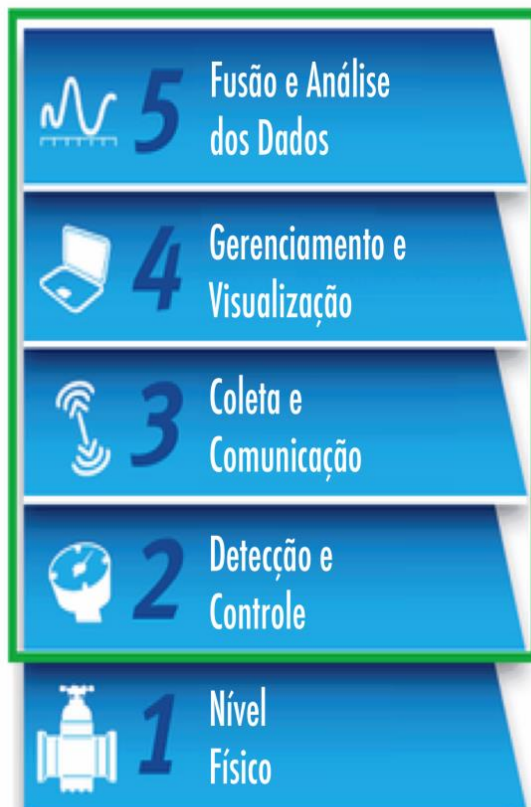 5
Fusão e Análise
dos Dados
4
Gerenciamento e
Visualização
3
Coleta e
Comunicação
2
Detecção e
Controle
1
Nível
Físico